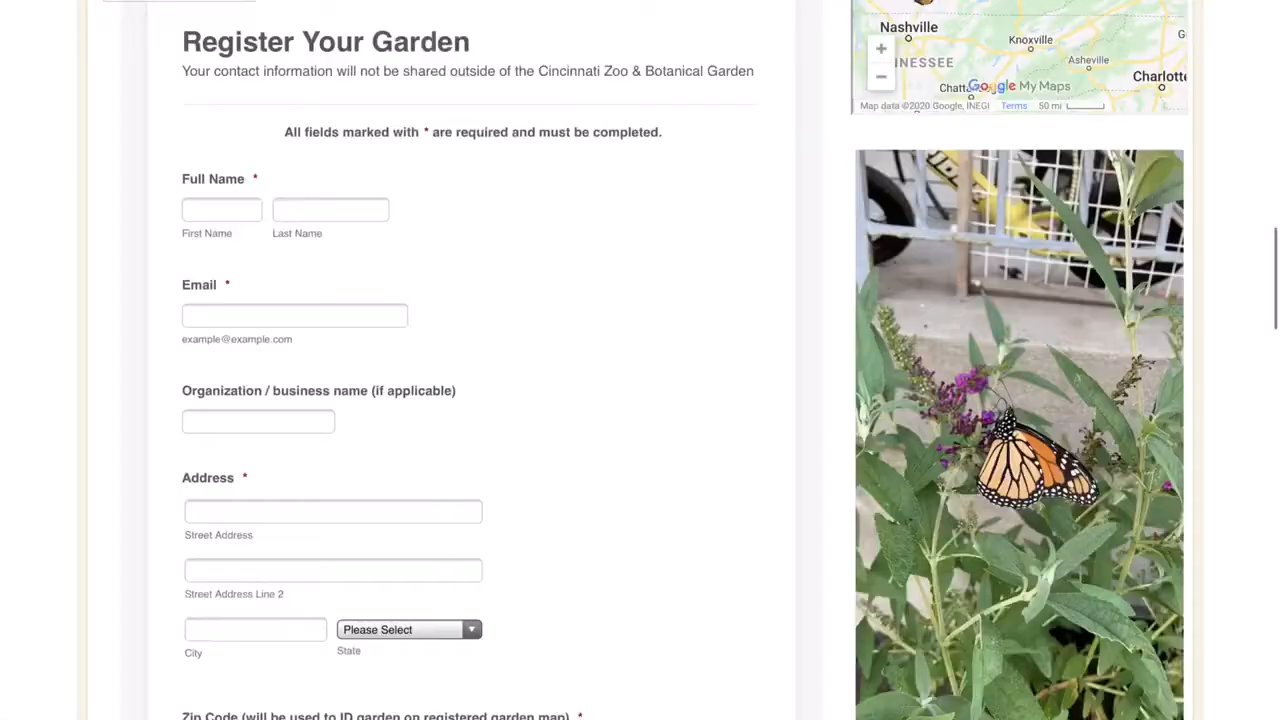 Register Your Garden
Your contact information will not be shared outside of the Cincinnati Zoo & Botanical Garden
All fields marked with * are required and must be completed.
Full Name *
First Name Last Name
Email *
example@example.com
Organization / business name (if applicable)
Address *
Street Address
Street Address Line 2
Please Select
City State
Zip Code (will be used to ID garden on registered garden map) *
Nashville
Knoxville
+
NNESSEE
Asheville
−
Charlotte
Google My Maps
Map data ©2020 Google, INEGI Terms 50 mi